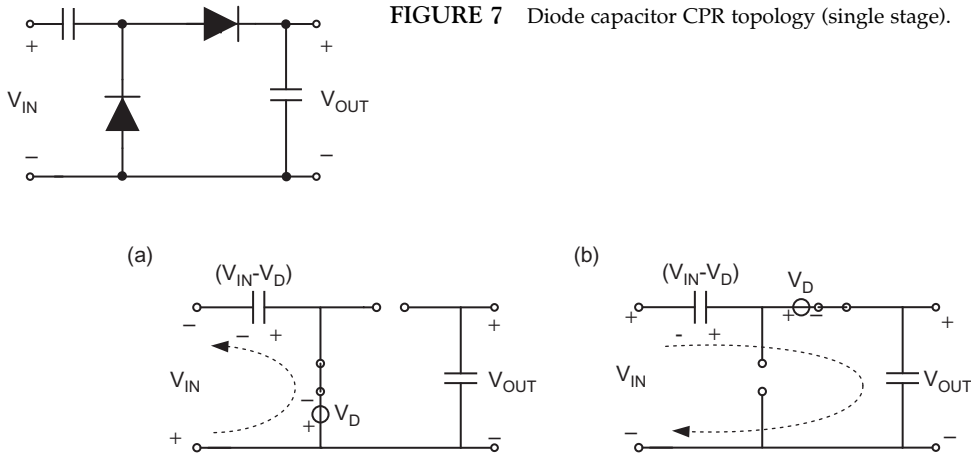 FIGURE 7 Diode capacitor CPR topology (single stage).
+ +
V_IN V_OUT
− −
(a) (b)
(V_IN-V_D) (V_IN-V_D) V_D
− − + + + - + + − +
V_IN − V_D V_OUT V_IN V_OUT
+ + − − −